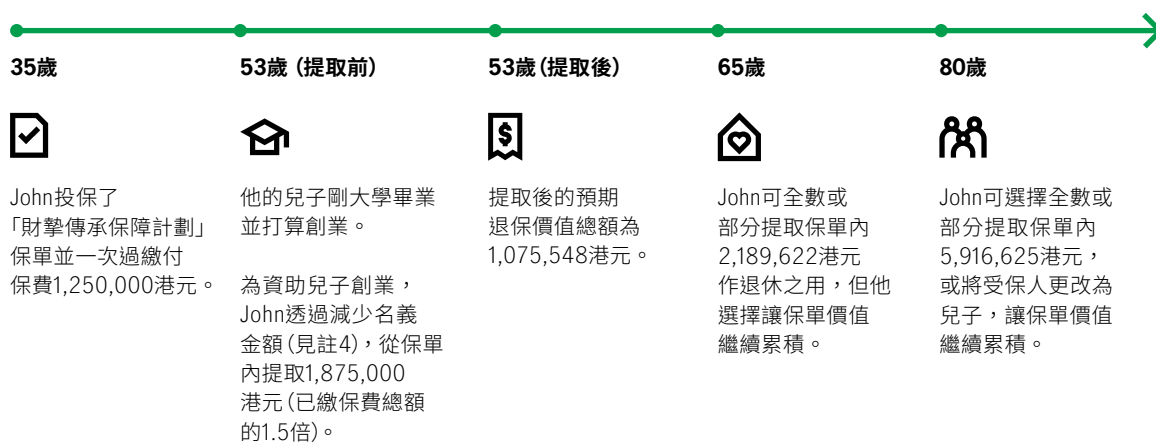 35歲
John投保了
「財摯傳承保障計劃」
保單並一次過繳付
保費1,250,000港元。
53歲（提取前）
他的兒子剛大學畢業
並打算創業。
為資助兒子創業，
John透過減少名義
金額（見註4），從保單
內提取1,875,000
港元（已繳保費總額
的1.5倍）。
53歲（提取後）
提取後的預期
退保價值總額為
1,075,548港元。
65歲
John可全數或
部分提取保單內
2,189,622港元
作退休之用，但他
選擇讓保單價值
繼續累積。
80歲
John可選擇全數或
部分提取保單內
5,916,625港元，
或將受保人更改為
兒子，讓保單價值
繼續累積。